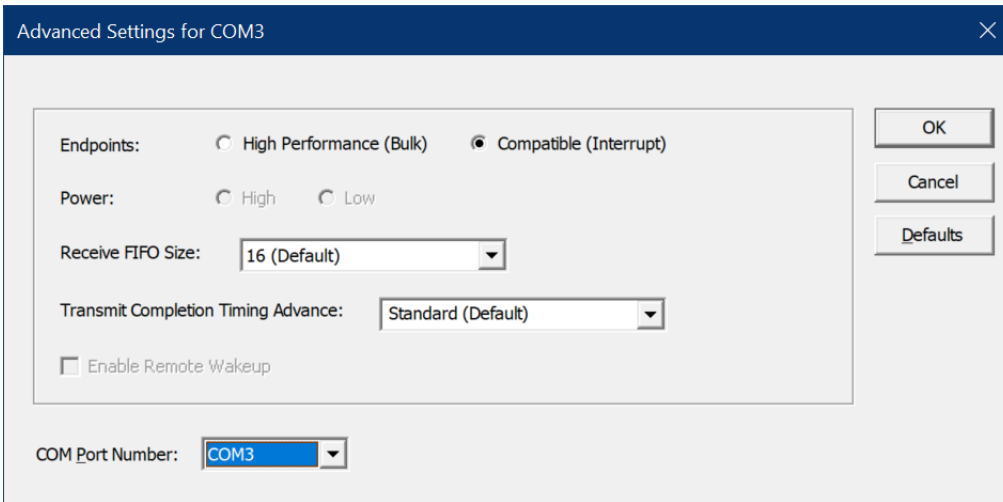 Advanced Settings for COM3
Endpoints: High Performance (Bulk) Compatible (Interrupt)
OK
Power: High Low
Cancel
Receive FIFO Size: 16 (Default)
Defaults
Transmit Completion Timing Advance: Standard (Default)
Enable Remote Wakeup
COM Port Number: COM3